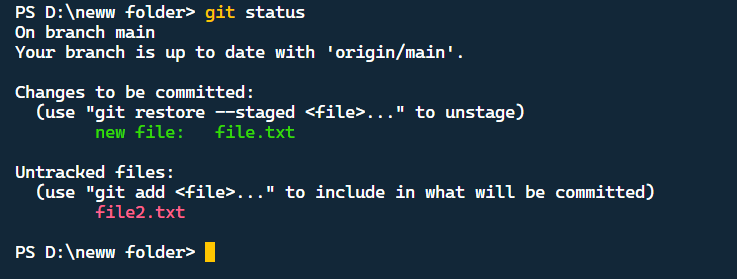 PS D:\neww folder> git status
On branch main
Your branch is up to date with 'origin/main'.
Changes to be committed:
  (use "git restore --staged <file>..." to unstage)
        new file:   file.txt
Untracked files:
  (use "git add <file>..." to include in what will be committed)
        file2.txt
PS D:\neww folder>